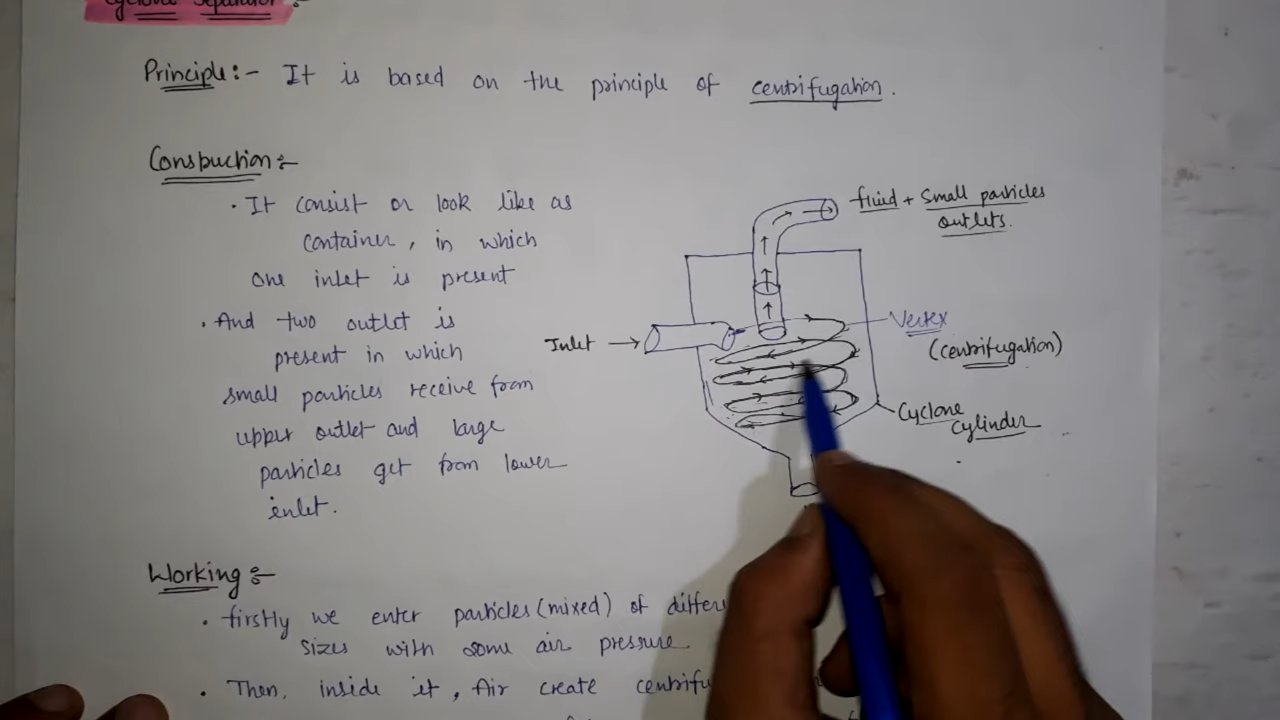 Cyclone Separator :-
Principle :- It is based on the principle of centrifugation.
Construction :-
• It consist or look like as
container, in which
one inlet is present
• And two outlet is
present in which
small particles receive from
upper outlet and large
particles get from lower
inlet.
fluid + Small particles
outlets.
Inlet
Vertex
(centrifugation)
Cyclone
cylinder
Working :-
• firstly we enter particles (mixed) of
sizes with some air pressure.
• Then, inside it, Air create